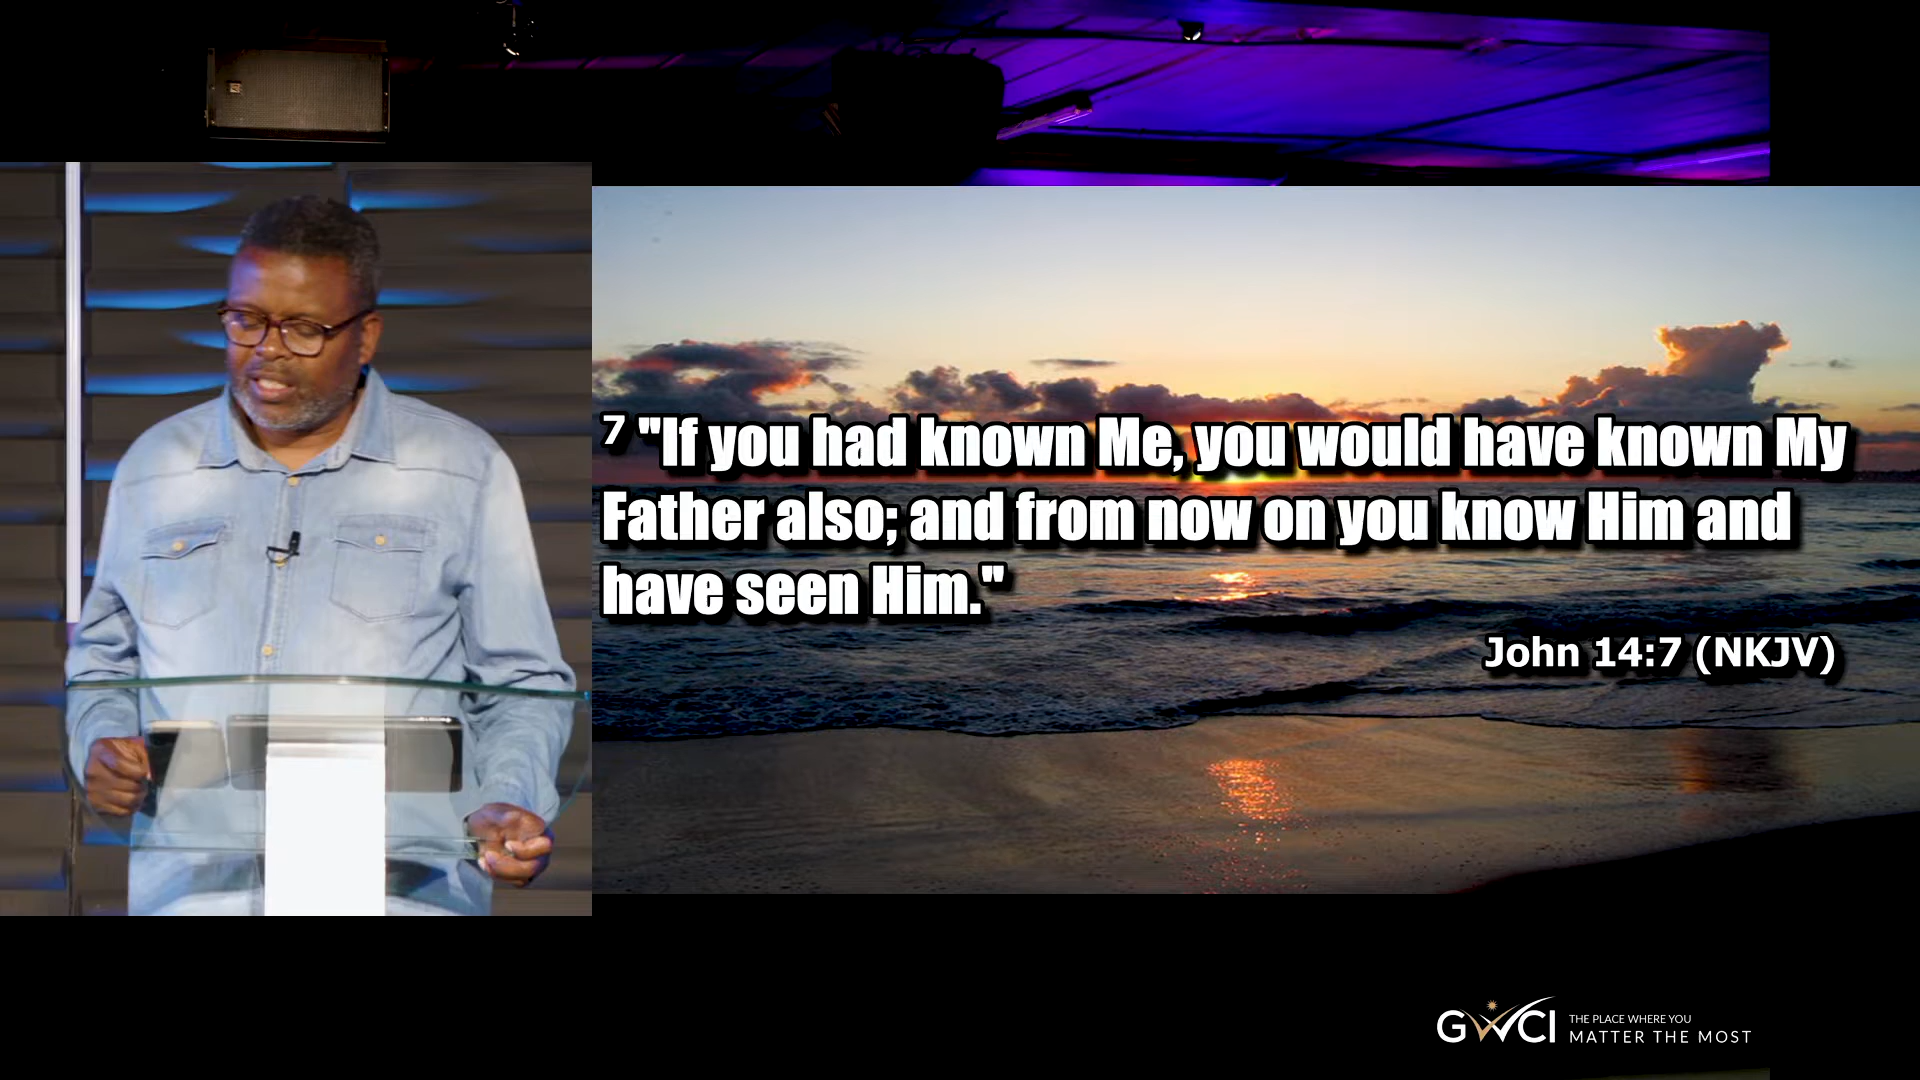 7 "If you had known Me, you would have known My
Father also; and from now on you know Him and
have seen Him."
John 14:7 (NKJV)
GWCI
THE PLACE WHERE YOU
MATTER THE MOST